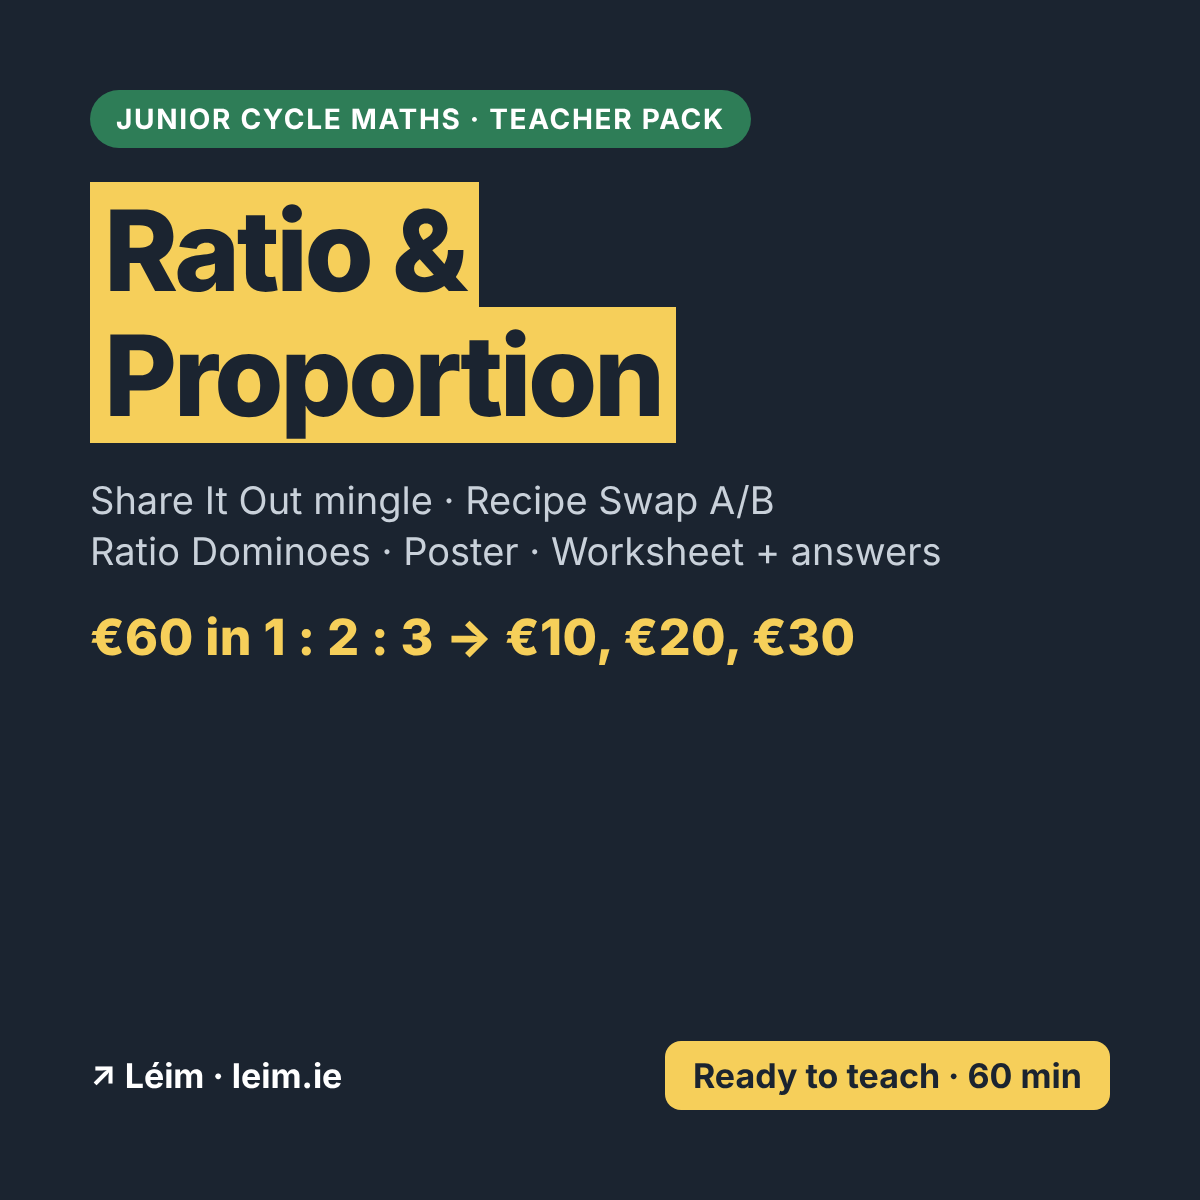 JUNIOR CYCLE MATHS · TEACHER PACK
Ratio &
Proportion
Share It Out mingle · Recipe Swap A/B
Ratio Dominoes · Poster · Worksheet + answers
€60 in 1 : 2 : 3 → €10, €20, €30
↗ Léim · leim.ie
Ready to teach · 60 min